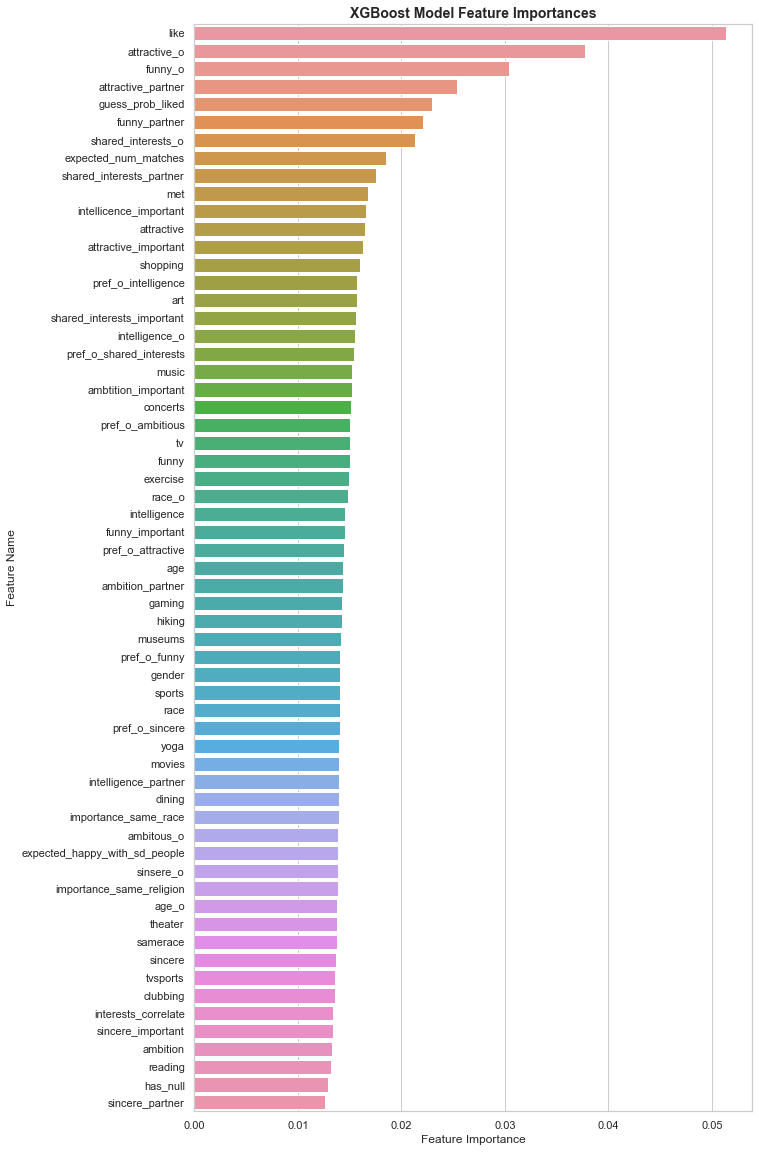 XGBoost Model Feature Importances
like
attractive_o
funny_o
attractive_partner
guess_prob_liked
funny_partner
shared_interests_o
expected_num_matches
shared_interests_partner
met
intellicence_important
attractive
attractive_important
shopping
pref_o_intelligence
art
shared_interests_important
intelligence_o
pref_o_shared_interests
music
ambtition_important
concerts
pref_o_ambitious
tv
funny
exercise
race_o
intelligence
funny_important
pref_o_attractive
age
ambition_partner
gaming
hiking
museums
pref_o_funny
gender
sports
race
pref_o_sincere
yoga
movies
intelligence_partner
dining
importance_same_race
ambitous_o
expected_happy_with_sd_people
sinsere_o
importance_same_religion
age_o
theater
samerace
sincere
tvsports
clubbing
interests_correlate
sincere_important
ambition
reading
has_null
sincere_partner
Feature Name
0.00 0.01 0.02 0.03 0.04 0.05
Feature Importance